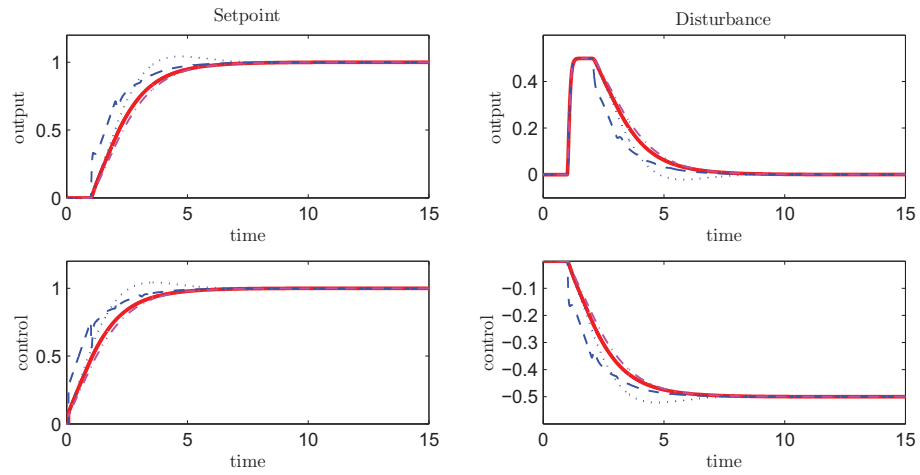 Setpoint
Disturbance
output
1
0.5
0
0 5 10 15
time
output
0.4
0.2
0
0 5 10 15
time
control
1
0.5
0
0 5 10 15
time
control
−0.1
−0.2
−0.3
−0.4
−0.5
0 5 10 15
time